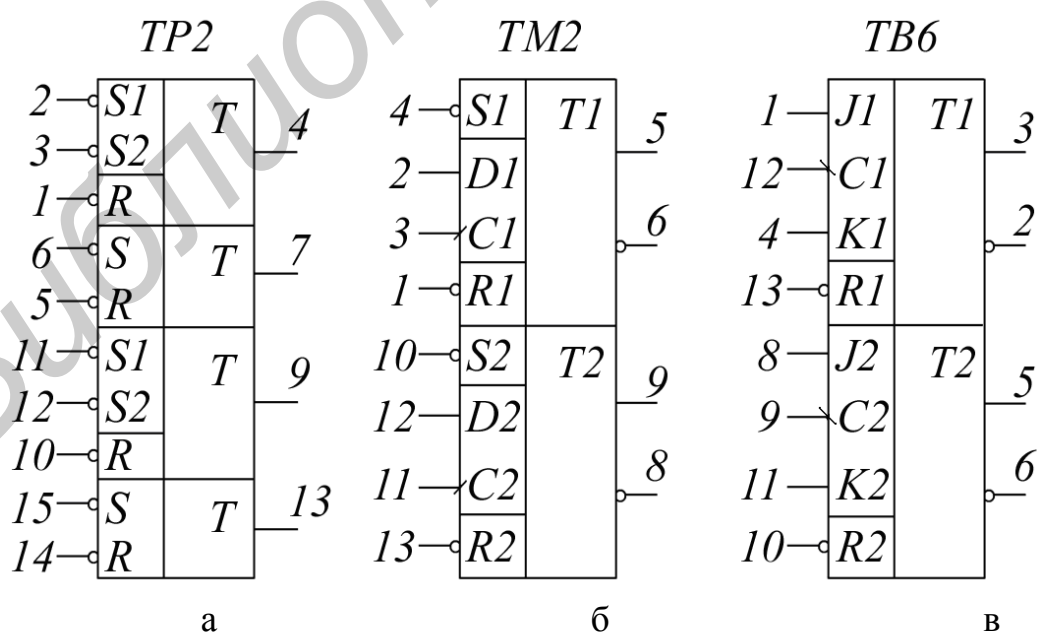 ТР2 ТМ2 ТВ6
2 S1 T 4
3 S2
1 R
6 S T 7
5 R
11 S1 T 9
12 S2
10 R
15 S T 13
14 R
4 S1 T1 5
2 D1
3 C1 6
1 R1
10 S2 T2 9
12 D2
11 C2 8
13 R2
1 J1 T1 3
12 C1
4 K1 2
13 R1
8 J2 T2 5
9 C2
11 K2 6
10 R2
а б в